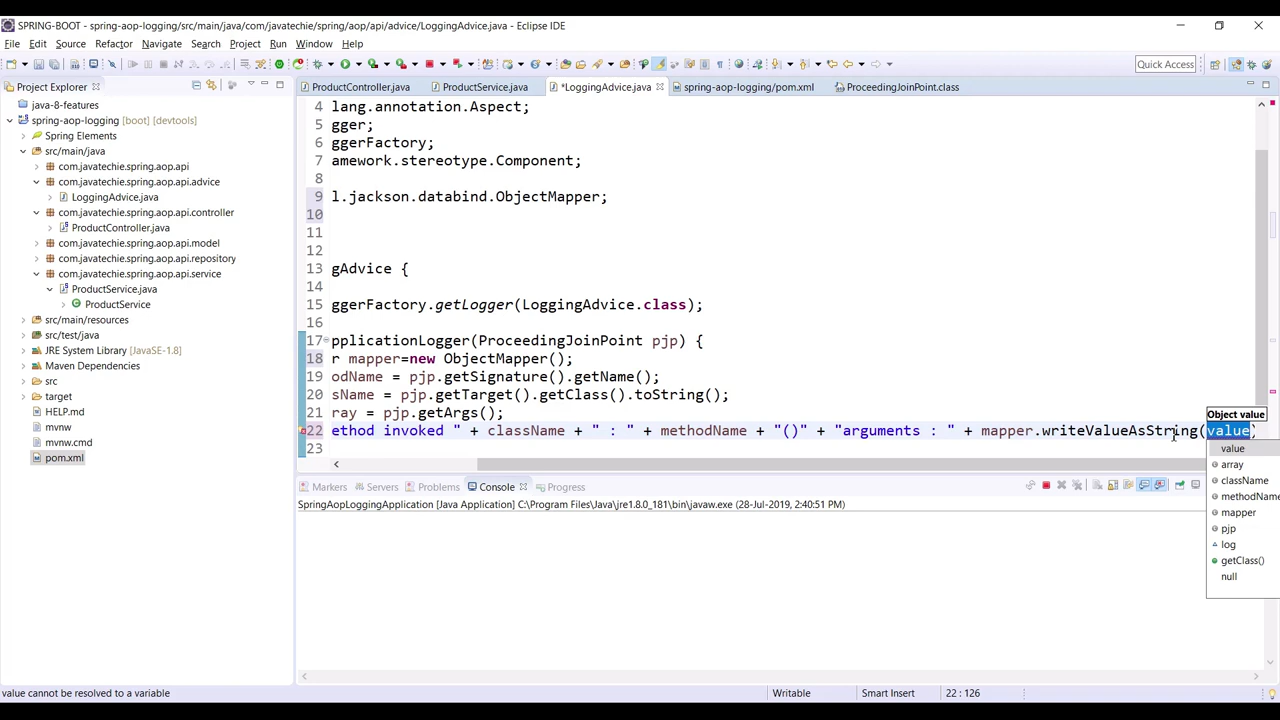 SPRING-BOOT - spring-aop-logging/src/main/java/com/javatechie/spring/aop/api/advice/LoggingAdvice.java - Eclipse IDE
File Edit Source Refactor Navigate Search Project Run Window Help
Quick Access
Project Explorer
java-8-features
spring-aop-logging [boot] [devtools]
Spring Elements
src/main/java
com.javatechie.spring.aop.api
com.javatechie.spring.aop.api.advice
LoggingAdvice.java
com.javatechie.spring.aop.api.controller
ProductController.java
com.javatechie.spring.aop.api.model
com.javatechie.spring.aop.api.repository
com.javatechie.spring.aop.api.service
ProductService.java
ProductService
src/main/resources
src/test/java
JRE System Library [JavaSE-1.8]
Maven Dependencies
src
target
HELP.md
mvnw
mvnw.cmd
pom.xml
ProductController.java ProductService.java *LoggingAdvice.java spring-aop-logging/pom.xml ProceedingJoinPoint.class
4 lang.annotation.Aspect;
5 gger;
6 ggerFactory;
7 amework.stereotype.Component;
8
9 l.jackson.databind.ObjectMapper;
10
11
12
13 gAdvice {
14
15 ggerFactory.getLogger(LoggingAdvice.class);
16
17 pplicationLogger(ProceedingJoinPoint pjp) {
18 r mapper=new ObjectMapper();
19 odName = pjp.getSignature().getName();
20 sName = pjp.getTarget().getClass().toString();
21 ray = pjp.getArgs();
22 ethod invoked " + className + " : " + methodName + "()" + "arguments : " + mapper.writeValueAsString(value)
23
Object value
value
array
className
methodName
mapper
pjp
log
getClass()
null
Markers Servers Problems Console Progress
SpringAopLoggingApplication [Java Application] C:\Program Files\Java\jre1.8.0_181\bin\javaw.exe (28-Jul-2019, 2:40:51 PM)
value cannot be resolved to a variable
Writable
Smart Insert
22 : 126